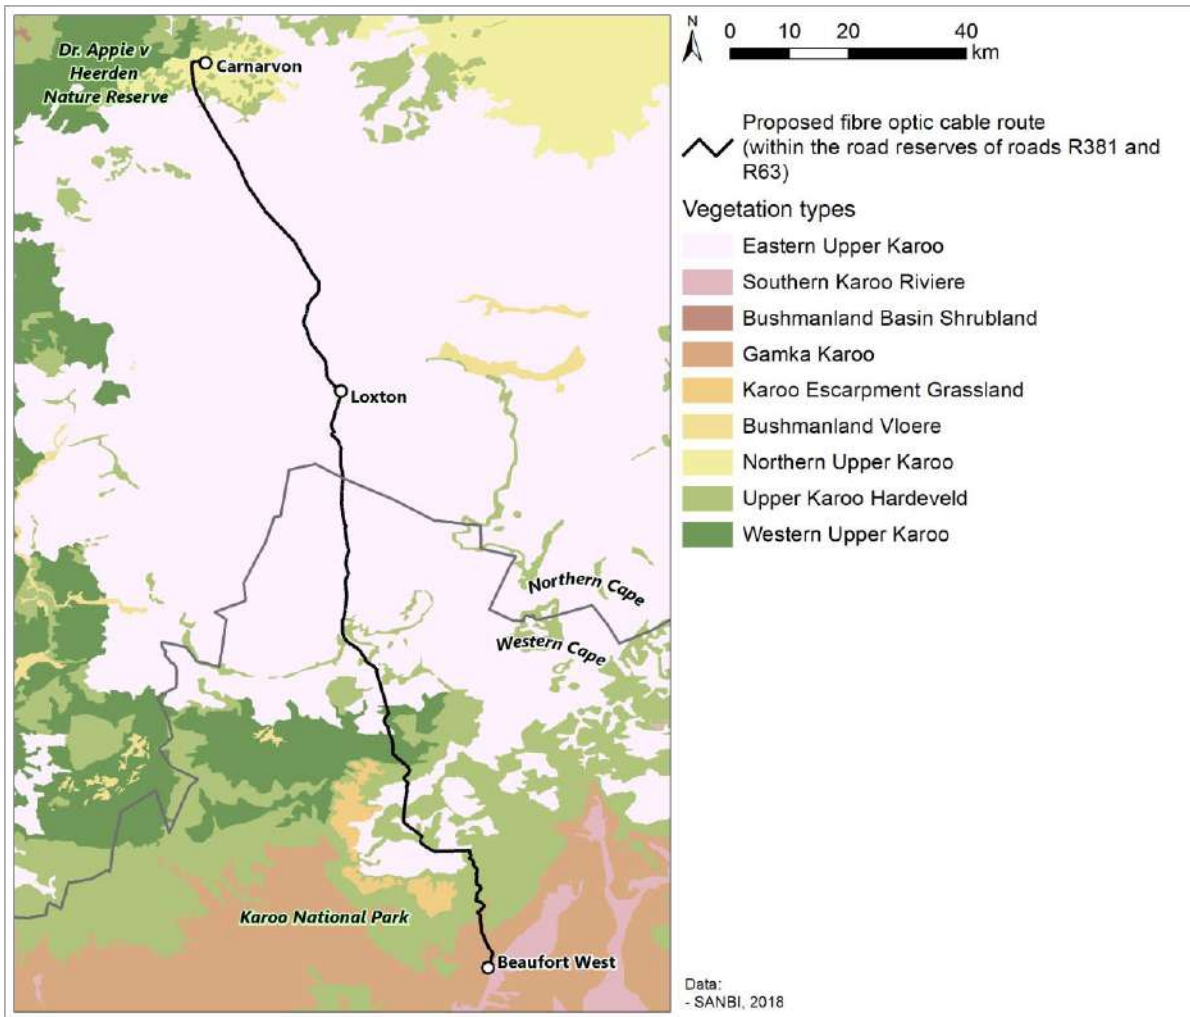 Dr. Appie v
Heerden
Nature Reserve
Carnarvon
Loxton
Northern Cape
Western Cape
Karoo National Park
Beaufort West
N
0 10 20 40
km
Proposed fibre optic cable route
(within the road reserves of roads R381 and
R63)
Vegetation types
Eastern Upper Karoo
Southern Karoo Riviere
Bushmanland Basin Shrubland
Gamka Karoo
Karoo Escarpment Grassland
Bushmanland Vloere
Northern Upper Karoo
Upper Karoo Hardeveld
Western Upper Karoo
Data:
- SANBI, 2018